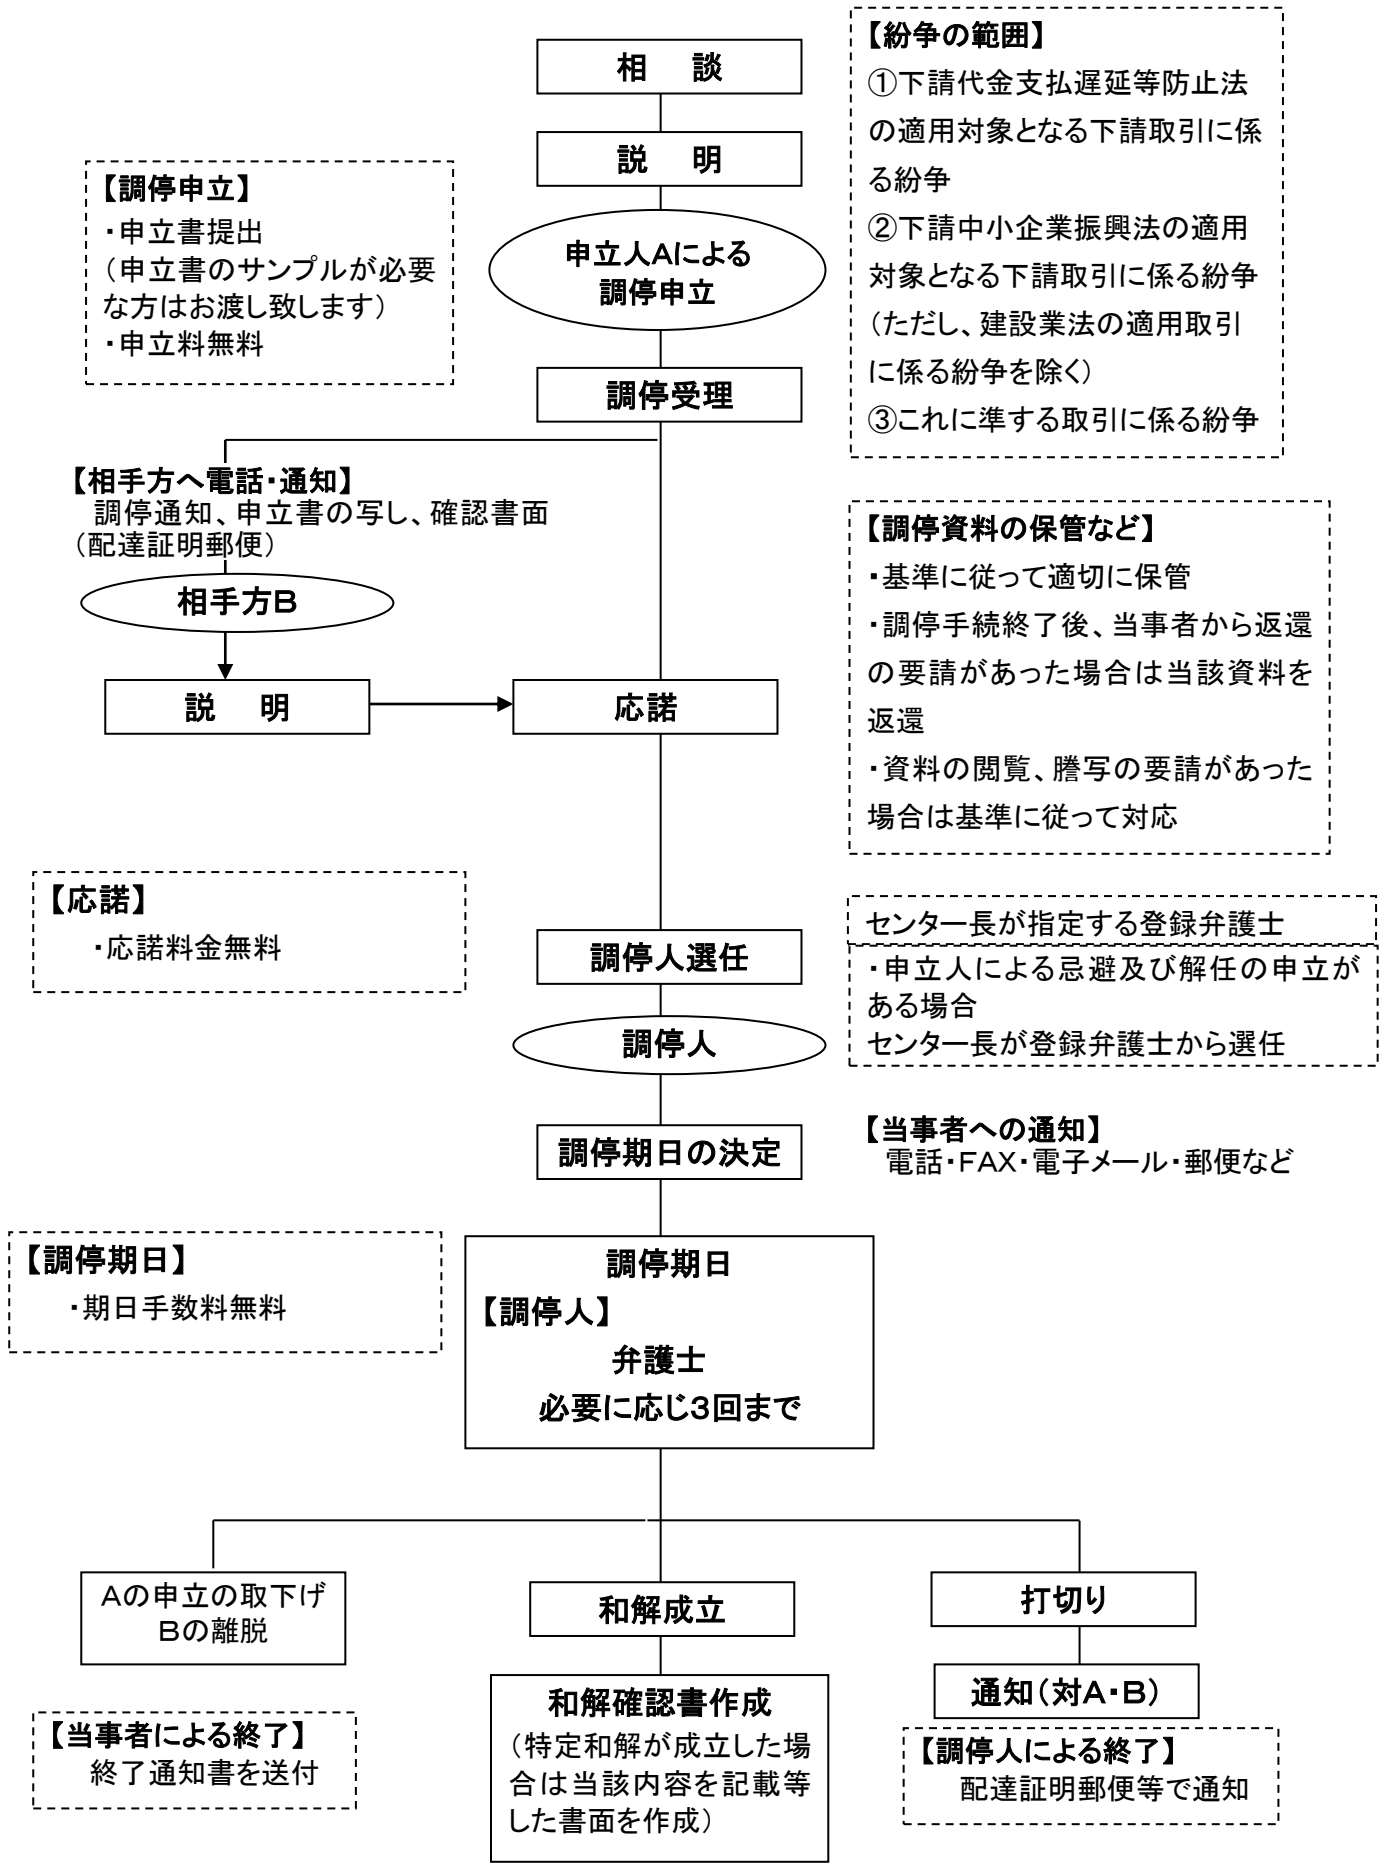 相　談
説　明
申立人Aによる
調停申立
調停受理
【紛争の範囲】
①下請代金支払遅延等防止法
の適用対象となる下請取引に係
る紛争
②下請中小企業振興法の適用
対象となる下請取引に係る紛争
（ただし、建設業法の適用取引
に係る紛争を除く）
③これに準する取引に係る紛争
【調停申立】
・申立書提出
（申立書のサンプルが必要
な方はお渡し致します）
・申立料無料
【相手方へ電話・通知】
調停通知、申立書の写し、確認書面
（配達証明郵便）
相手方B
説　明
応諾
【調停資料の保管など】
・基準に従って適切に保管
・調停手続終了後、当事者から返還
の要請があった場合は当該資料を
返還
・資料の閲覧、謄写の要請があった
場合は基準に従って対応
【応諾】
・応諾料金無料
調停人選任
調停人
センター長が指定する登録弁護士
・申立人による忌避及び解任の申立が
ある場合
センター長が登録弁護士から選任
調停期日の決定
【当事者への通知】
電話・FAX・電子メール・郵便など
【調停期日】
・期日手数料無料
調停期日
【調停人】
弁護士
必要に応じ3回まで
Aの申立の取下げ
Bの離脱
【当事者による終了】
終了通知書を送付
和解成立
和解確認書作成
（特定和解が成立した場
合は当該内容を記載等
した書面を作成）
打切り
通知（対A・B）
【調停人による終了】
配達証明郵便等で通知